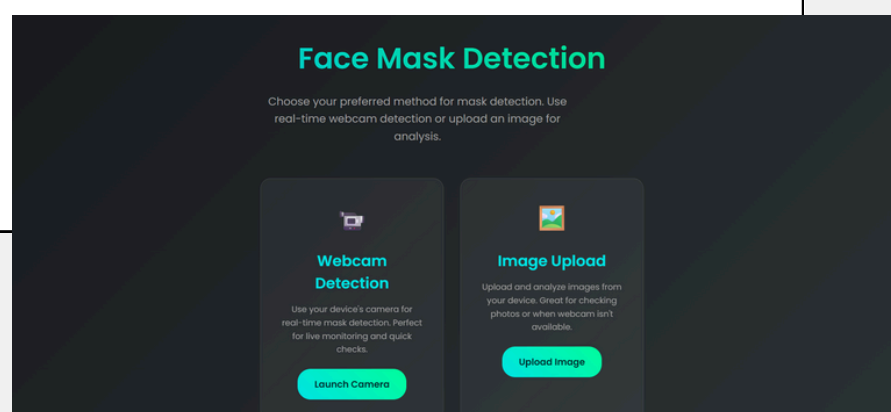 Face Mask Detection
Choose your preferred method for mask detection. Use
real-time webcam detection or upload an image for
analysis.
Webcam
Detection
Use your device's camera for
real-time mask detection. Perfect
for live monitoring and quick
checks.
Launch Camera
Image Upload
Upload and analyze images from
your device. Great for checking
photos or when webcam isn't
available.
Upload Image